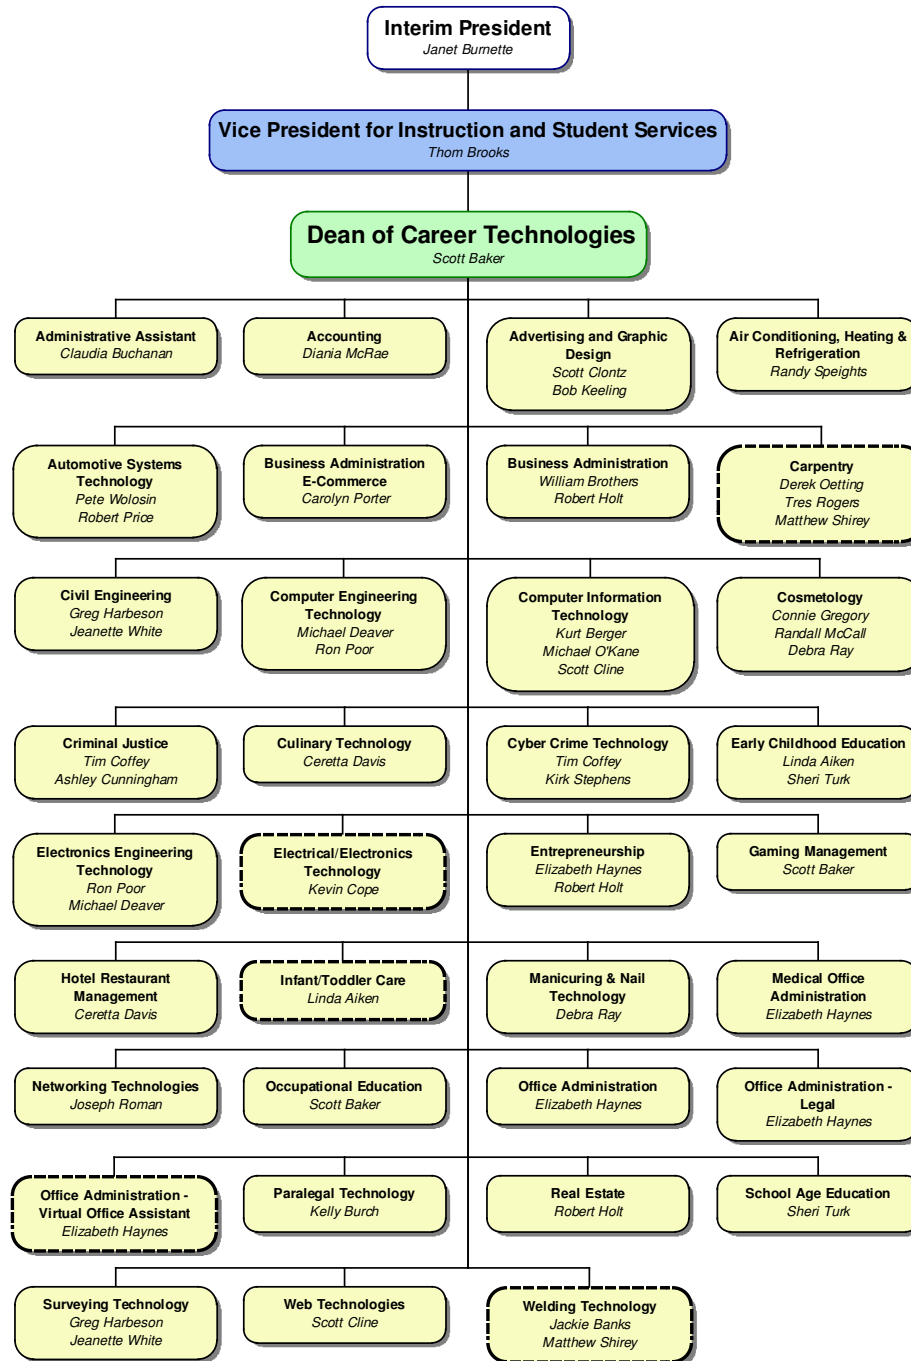 Interim President
Janet Burnette
Vice President for Instruction and Student Services
Thom Brooks
Dean of Career Technologies
Scott Baker
Administrative Assistant
Claudia Buchanan
Accounting
Diania McRae
Advertising and Graphic
Design
Scott Clontz
Bob Keeling
Air Conditioning, Heating &
Refrigeration
Randy Speights
Automotive Systems
Technology
Pete Wolosin
Robert Price
Business Administration
E-Commerce
Carolyn Porter
Business Administration
William Brothers
Robert Holt
Carpentry
Derek Oetting
Tres Rogers
Matthew Shirey
Civil Engineering
Greg Harbeson
Jeanette White
Computer Engineering
Technology
Michael Deaver
Ron Poor
Computer Information
Technology
Kurt Berger
Michael O'Kane
Scott Cline
Cosmetology
Connie Gregory
Randall McCall
Debra Ray
Criminal Justice
Tim Coffey
Ashley Cunningham
Culinary Technology
Ceretta Davis
Cyber Crime Technology
Tim Coffey
Kirk Stephens
Early Childhood Education
Linda Aiken
Sheri Turk
Electronics Engineering
Technology
Ron Poor
Michael Deaver
Electrical/Electronics
Technology
Kevin Cope
Entrepreneurship
Elizabeth Haynes
Robert Holt
Gaming Management
Scott Baker
Hotel Restaurant
Management
Ceretta Davis
Infant/Toddler Care
Linda Aiken
Manicuring & Nail
Technology
Debra Ray
Medical Office
Administration
Elizabeth Haynes
Networking Technologies
Joseph Roman
Occupational Education
Scott Baker
Office Administration
Elizabeth Haynes
Office Administration -
Legal
Elizabeth Haynes
Office Administration -
Virtual Office Assistant
Elizabeth Haynes
Paralegal Technology
Kelly Burch
Real Estate
Robert Holt
School Age Education
Sheri Turk
Surveying Technology
Greg Harbeson
Jeanette White
Web Technologies
Scott Cline
Welding Technology
Jackie Banks
Matthew Shirey